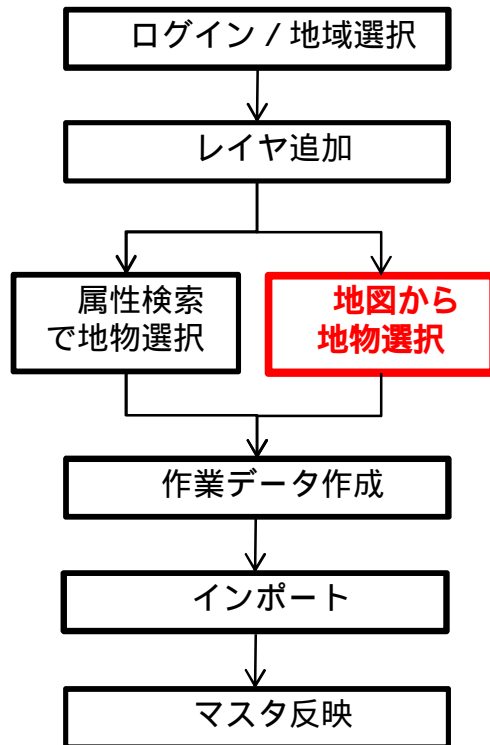 ログイン / 地域選択
レイヤ追加
属性検索
で地物選択
地図から
地物選択
作業データ作成
インポート
マスタ反映